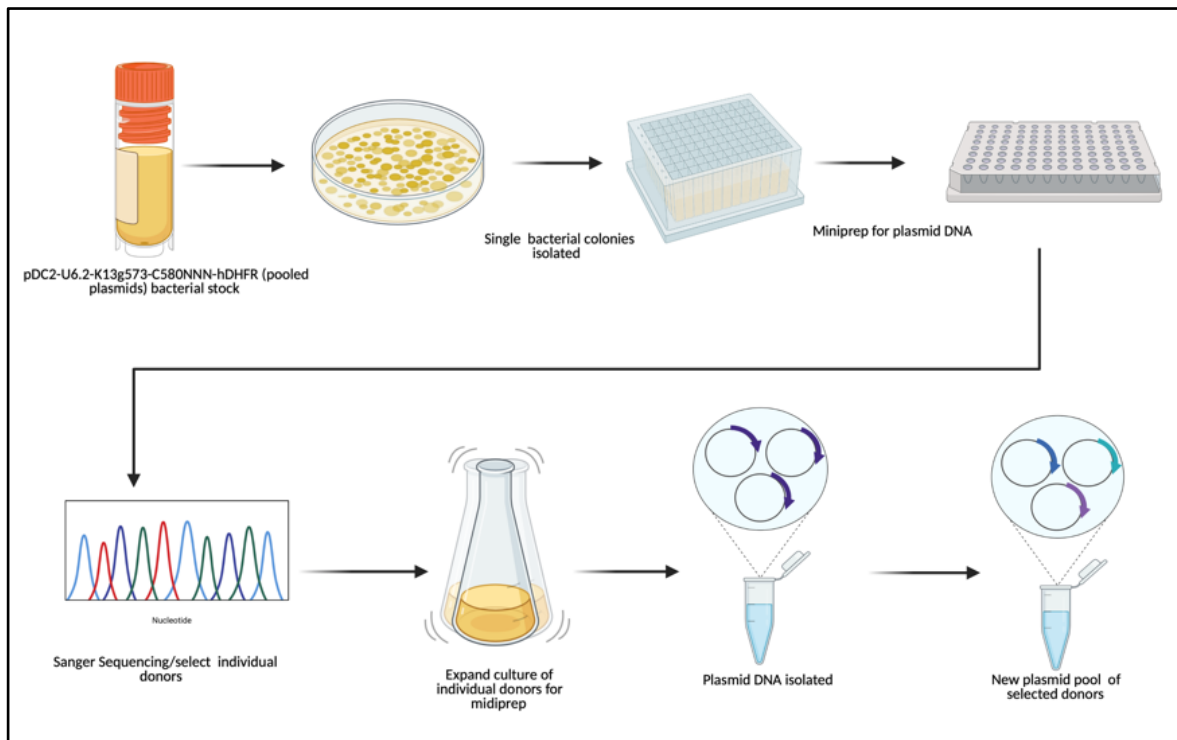 pDC2-U6.2-K13g573-C580NNN-hDHFR (pooled
plasmids) bacterial stock
Single bacterial colonies
isolated
Miniprep for plasmid DNA
Nucleotide
Sanger Sequencing/select individual
donors
Expand culture of
individual donors for
midiprep
Plasmid DNA isolated
New plasmid pool of
selected donors